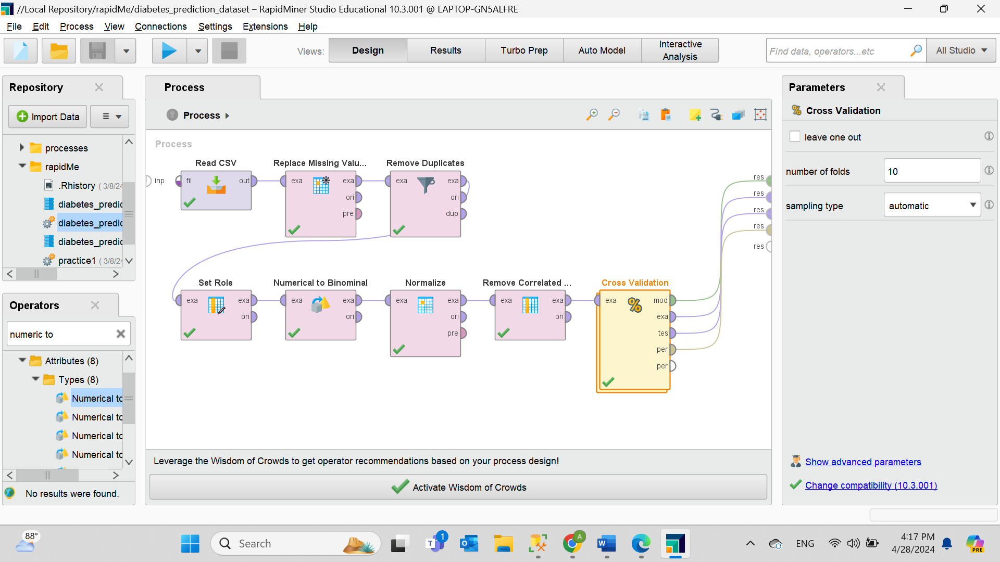 //Local Repository/rapidMe/diabetes_prediction_dataset – RapidMiner Studio Educational 10.3.001 @ LAPTOP-GN5ALFRE
File Edit Process View Connections Settings Extensions Help
Views: Design Results Turbo Prep Auto Model Interactive Analysis
Find data, operators...etc
All Studio
Repository
Import Data
processes
rapidMe
.Rhistory ( 3/8/24
diabetes_predic
diabetes_predic
diabetes_predic
practice1 ( 3/8/24
Operators
numeric to
Attributes (8)
Types (8)
Numerical to
Numerical to
Numerical to
Numerical to
No results were found.
Process
Process
Process
inp
Read CSV
fil out
Replace Missing Valu...
exa exa
ori
pre
Remove Duplicates
exa exa
ori
dup
res
res
res
res
res
Set Role
exa exa
ori
Numerical to Binominal
exa exa
ori
Normalize
exa exa
ori
pre
Remove Correlated ...
exa exa
ori
Cross Validation
exa % mod
exa
tes
per
per
Leverage the Wisdom of Crowds to get operator recommendations based on your process design!
Activate Wisdom of Crowds
Parameters
% Cross Validation
leave one out
number of folds 10
sampling type automatic
Show advanced parameters
Change compatibility (10.3.001)
88°
Search
1
A
ENG
4:17 PM
4/28/2024
PRE